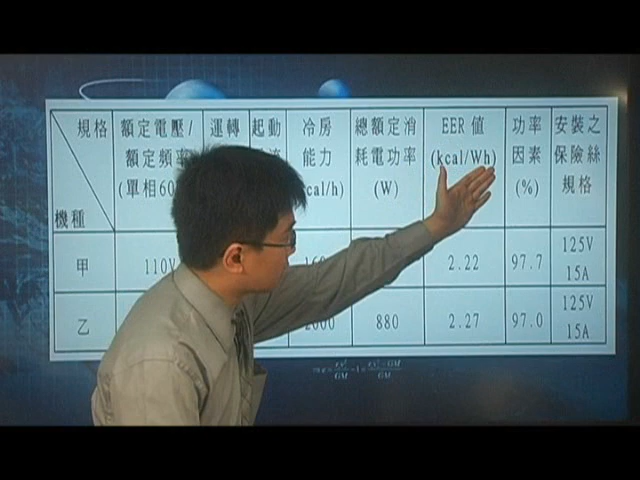 規格
額定電壓/
額定頻率
(單相60
運轉
起動
冷房
能力
cal/h)
總額定消
耗電功率
(W)
EER 值
(kcal/Wh)
功率
因素
(%)
安裝之
保險絲
規格
機種
甲
110V
2.22
97.7
125V
15A
乙
2000
880
2.27
97.0
125V
15A